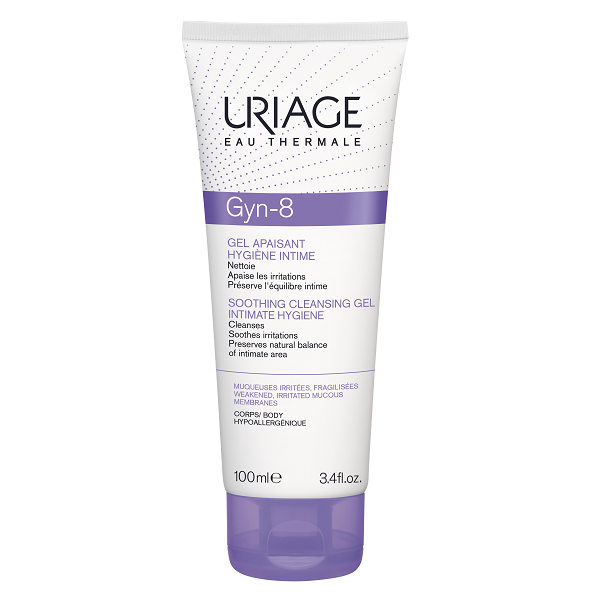 URIAGE
EAU THERMALE
Gyn-8
GEL APAISANT
HYGIÈNE INTIME
Nettoie
Apaise les irritations
Préserve l'équilibre intime
SOOTHING CLEANSING GEL
INTIMATE HYGIENE
Cleanses
Soothes irritations
Preserves natural balance
of intimate area
MUQUEUSES IRRITÉES, FRAGILISÉES
WEAKENED, IRRITATED MUCOUS
MEMBRANES
CORPS/ BODY
HYPOALLERGÉNIQUE
100ml℮ 3.4fl.oz.